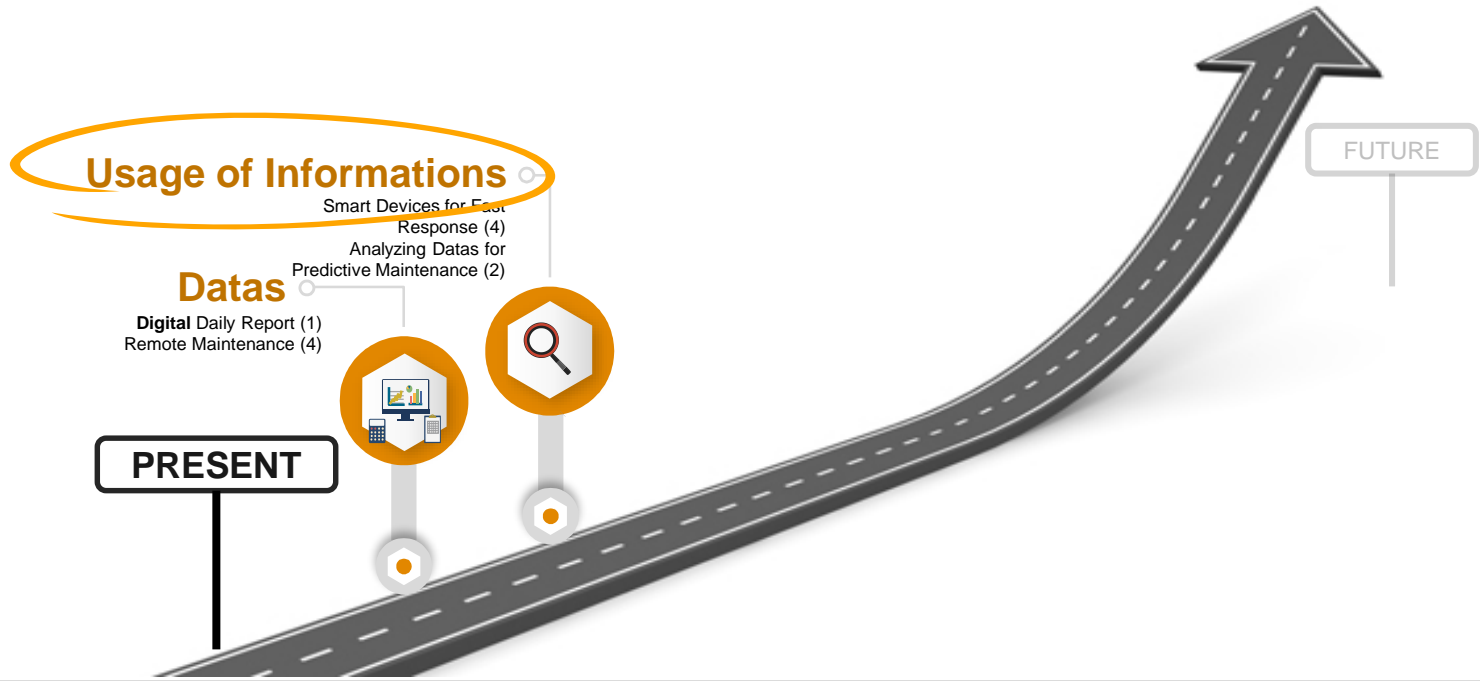 Usage of Informations
Smart Devices for Fast
Response (4)
Analyzing Datas for
Predictive Maintenance (2)
Datas
Digital Daily Report (1)
Remote Maintenance (4)
PRESENT
FUTURE